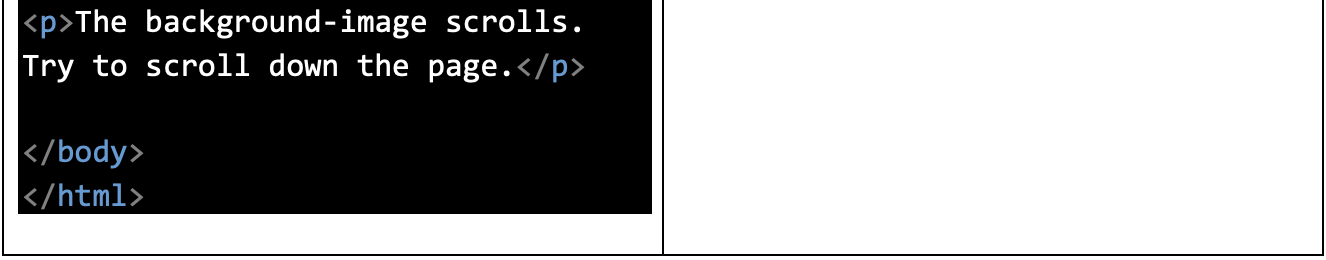 <p>The background-image scrolls.
Try to scroll down the page.</p>
</body>
</html>